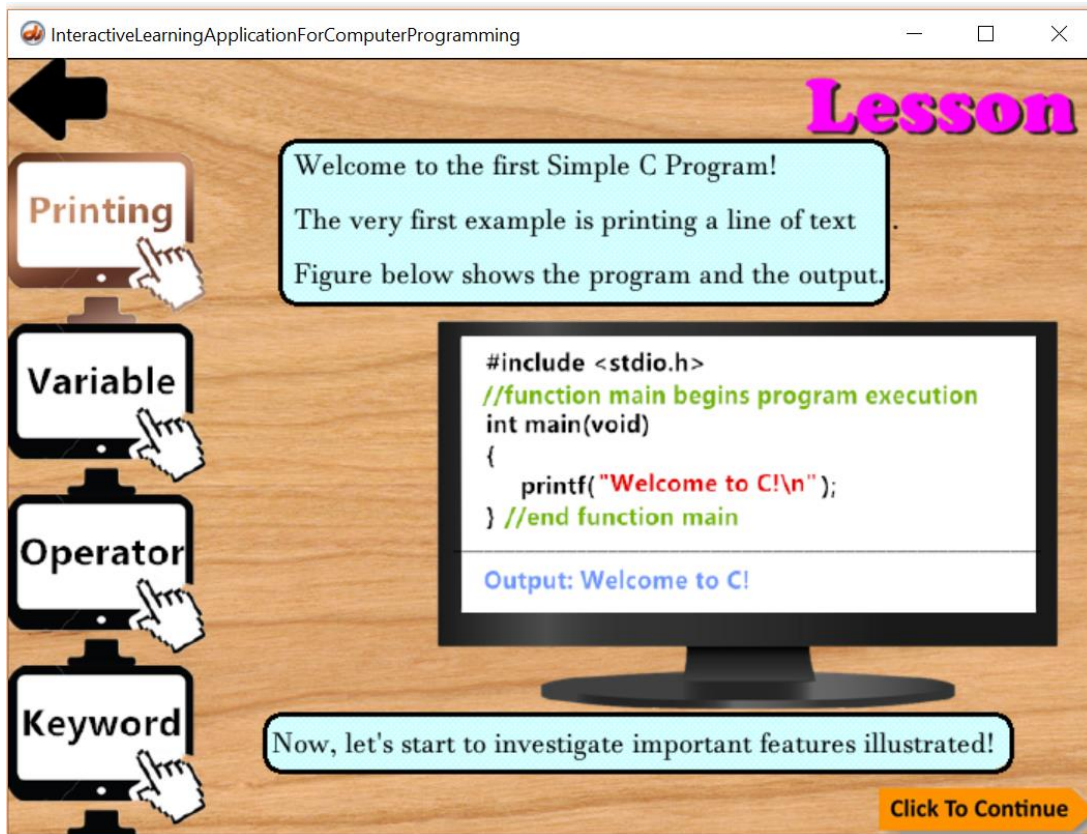 InteractiveLearningApplicationForComputerProgramming
Lesson
Printing
Variable
Operator
Keyword
Welcome to the first Simple C Program!
The very first example is printing a line of text .
Figure below shows the program and the output.
#include <stdio.h>
//function main begins program execution
int main(void)
{
printf("Welcome to C!\n");
} //end function main
Output: Welcome to C!
Now, let's start to investigate important features illustrated!
Click To Continue